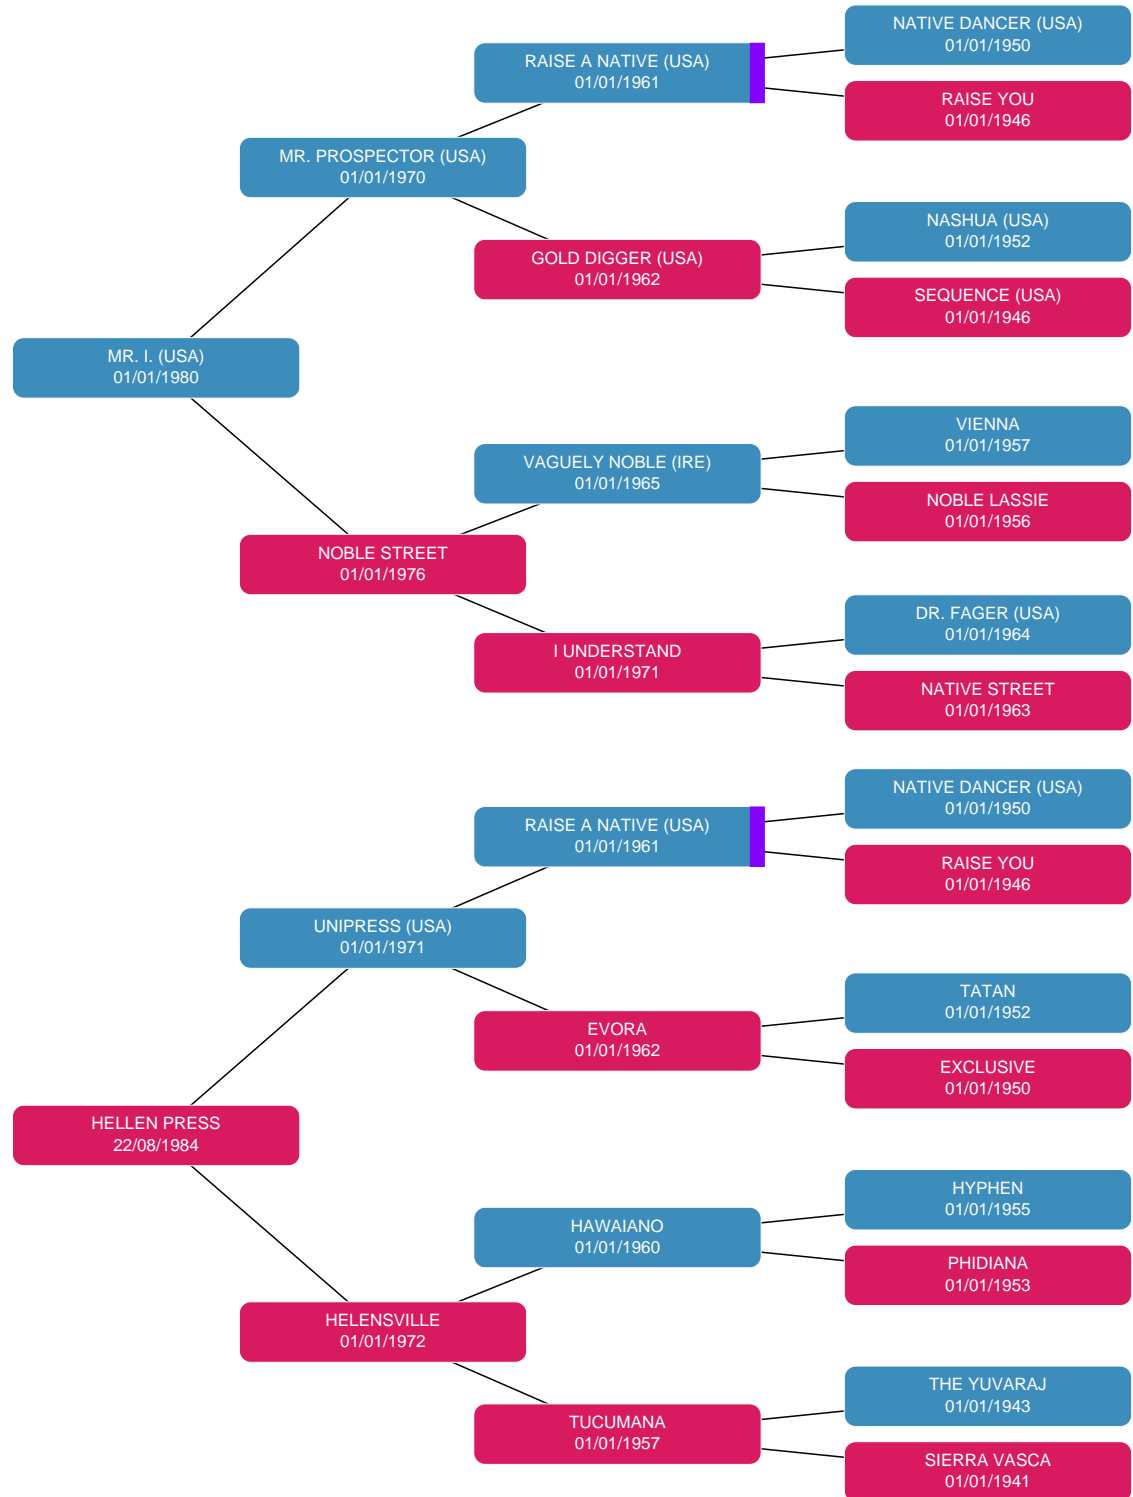 NATIVE DANCER (USA)
01/01/1950
RAISE A NATIVE (USA)
01/01/1961
RAISE YOU
01/01/1946
MR. PROSPECTOR (USA)
01/01/1970
NASHUA (USA)
01/01/1952
GOLD DIGGER (USA)
01/01/1962
SEQUENCE (USA)
01/01/1946
MR. I. (USA)
01/01/1980
VIENNA
01/01/1957
VAGUELY NOBLE (IRE)
01/01/1965
NOBLE LASSIE
01/01/1956
NOBLE STREET
01/01/1976
DR. FAGER (USA)
01/01/1964
I UNDERSTAND
01/01/1971
NATIVE STREET
01/01/1963
NATIVE DANCER (USA)
01/01/1950
RAISE A NATIVE (USA)
01/01/1961
RAISE YOU
01/01/1946
UNIPRESS (USA)
01/01/1971
TATAN
01/01/1952
EVORA
01/01/1962
EXCLUSIVE
01/01/1950
HELLEN PRESS
22/08/1984
HYPHEN
01/01/1955
HAWAIANO
01/01/1960
PHIDIANA
01/01/1953
HELENSVILLE
01/01/1972
THE YUVARAJ
01/01/1943
TUCUMANA
01/01/1957
SIERRA VASCA
01/01/1941